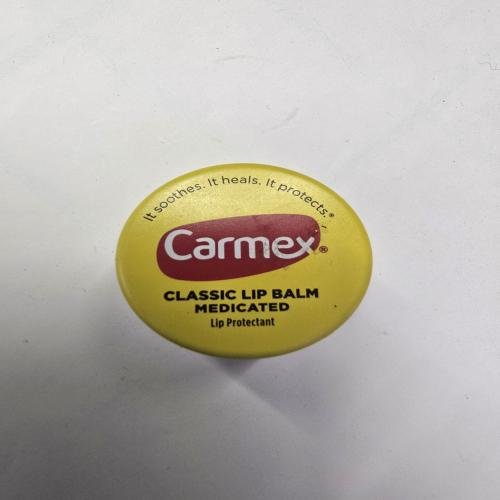 It soothes. It heals. It protects.®
Carmex®
CLASSIC LIP BALM
MEDICATED
Lip Protectant